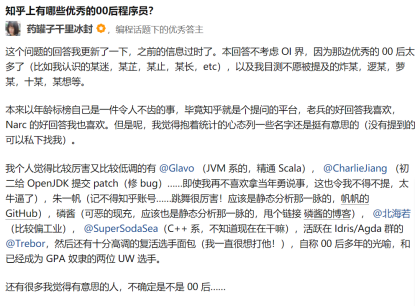 知乎上有哪些优秀的00后程序员?
药罐子千里冰封，编程话题下的优秀答主
这个问题的回答我更新了一下，之前的信息过时了。本回答不考虑 OI 界，因为那边优秀的 00 后太
多了（比如我认识的某迷，某芷，某止，某长，etc），以及我目测不愿被提及的炸某，逻某，萝
某，十某，某想等。
本来以年龄标榜自己是一件令人不齿的事，毕竟知乎就是个提问的平台，老兵的好回答我喜欢，
Narc 的好回答我也喜欢。但是呢，我觉得抱着统计的心态列一些名字还是挺有意思的（没有提到的
可以私下找我）。
我个人觉得比较厉害又比较低调的有 @Glavo （JVM 系的，精通 Scala），@CharlieJiang （初
二给 OpenJDK 提交 patch（修 bug）……即使我再不喜欢拿当年勇说事，这也令我不得不提，太
牛逼了），朱一帆（记不得知乎账号……跳舞很厉害！应该是静态分析那一脉的，帆帆的
GitHub），磷酱（可恶的现充，应该也是静态分析那一脉的，甩个链接 磷酱的博客），@北海若
（比较偏工业），@SuperSodaSea（C++ 系，不知道现在在干嘛），活跃在 Idris/Agda 群的
@Trebor，然后还有十分高调的复活选手面包（我一直很想打他！），自称 00 后多年的光喻，和
已经成为 GPA 奴隶的两位 UW 选手。
还有很多我觉得有意思的人，不确定是不是 00 后……